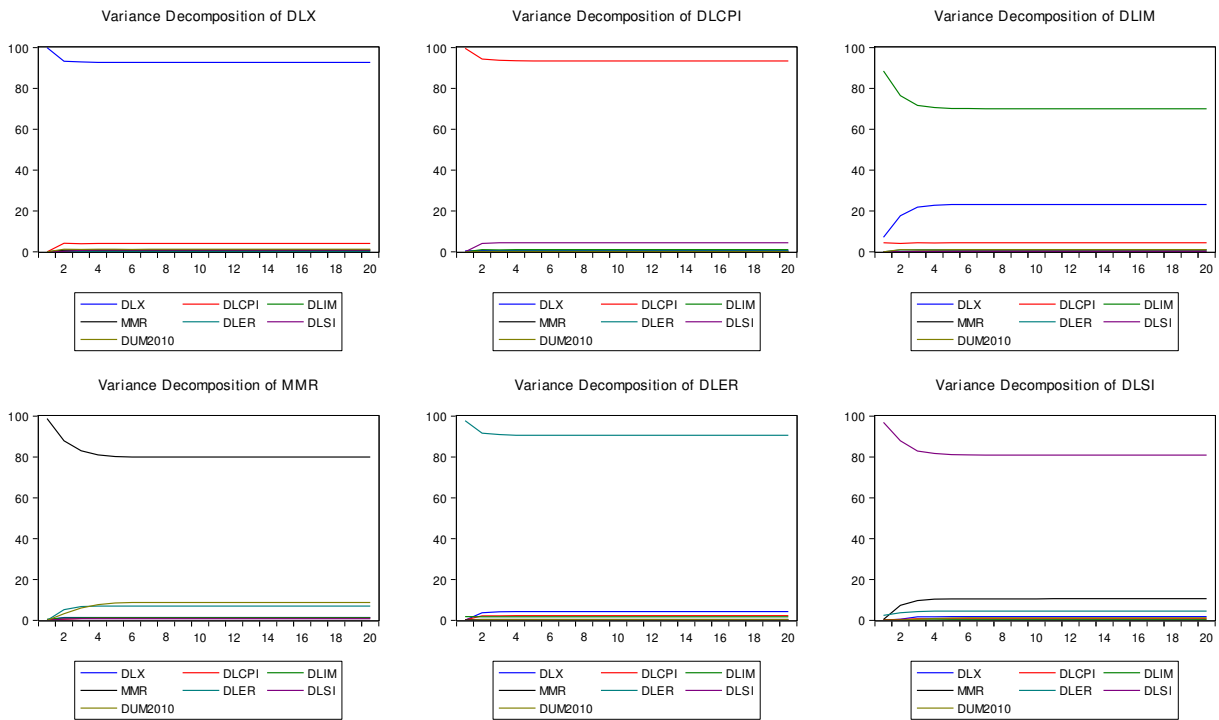 Variance Decomposition of DLX
100
80
60
40
20
0
2 4 6 8 10 12 14 16 18 20
DLX DLCPI DLIM
MMR DLER DLSI
DUM2010
Variance Decomposition of DLCPI
100
80
60
40
20
0
2 4 6 8 10 12 14 16 18 20
DLX DLCPI DLIM
MMR DLER DLSI
DUM2010
Variance Decomposition of DLIM
100
80
60
40
20
0
2 4 6 8 10 12 14 16 18 20
DLX DLCPI DLIM
MMR DLER DLSI
DUM2010
Variance Decomposition of MMR
100
80
60
40
20
0
2 4 6 8 10 12 14 16 18 20
DLX DLCPI DLIM
MMR DLER DLSI
DUM2010
Variance Decomposition of DLER
100
80
60
40
20
0
2 4 6 8 10 12 14 16 18 20
DLX DLCPI DLIM
MMR DLER DLSI
DUM2010
Variance Decomposition of DLSI
100
80
60
40
20
0
2 4 6 8 10 12 14 16 18 20
DLX DLCPI DLIM
MMR DLER DLSI
DUM2010